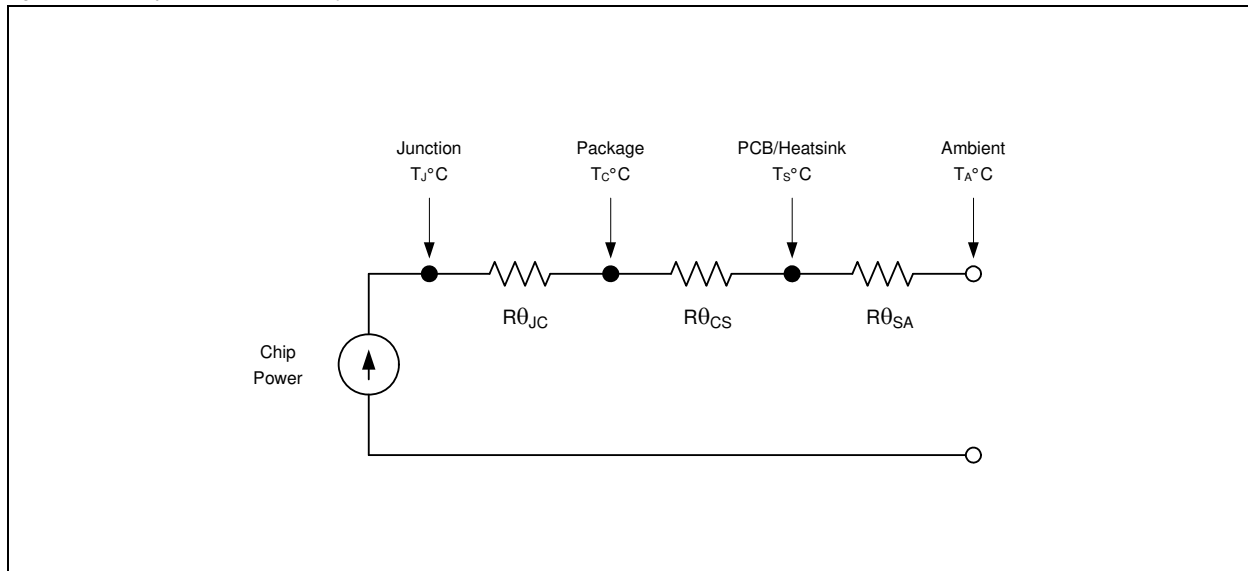 Junction
TJ°C
Package
TC°C
PCB/Heatsink
TS°C
Ambient
TA°C
RθJC
RθCS
RθSA
Chip
Power